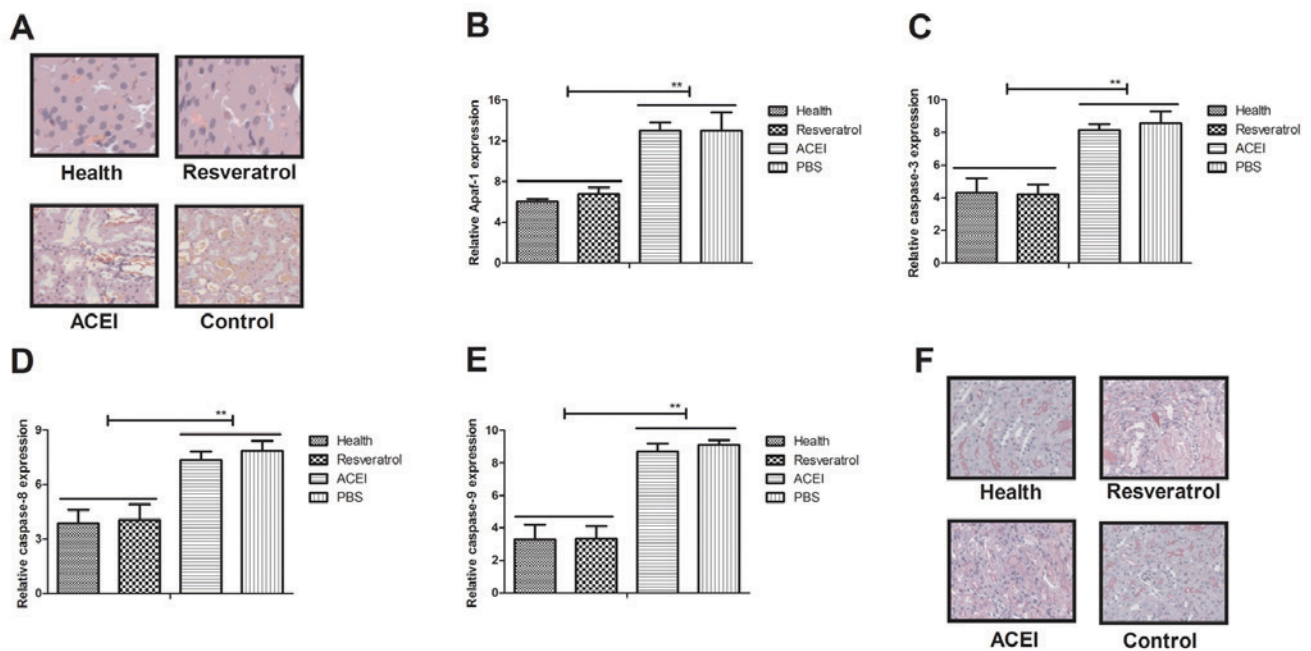 A
Health
Resveratrol
ACEI
Control
B
**
Relative Apaf-1 expression
16
12
8
6
0
Health
Resveratrol
ACEI
PBS
C
**
Relative caspase-3 expression
10
8
6
4
2
0
Health
Resveratrol
ACEI
PBS
D
**
Relative caspase-8 expression
9
6
3
0
Health
Resveratrol
ACEI
PBS
E
**
Relative caspase-9 expression
10
8
6
4
2
0
Health
Resveratrol
ACEI
PBS
F
Health
Resveratrol
ACEI
Control